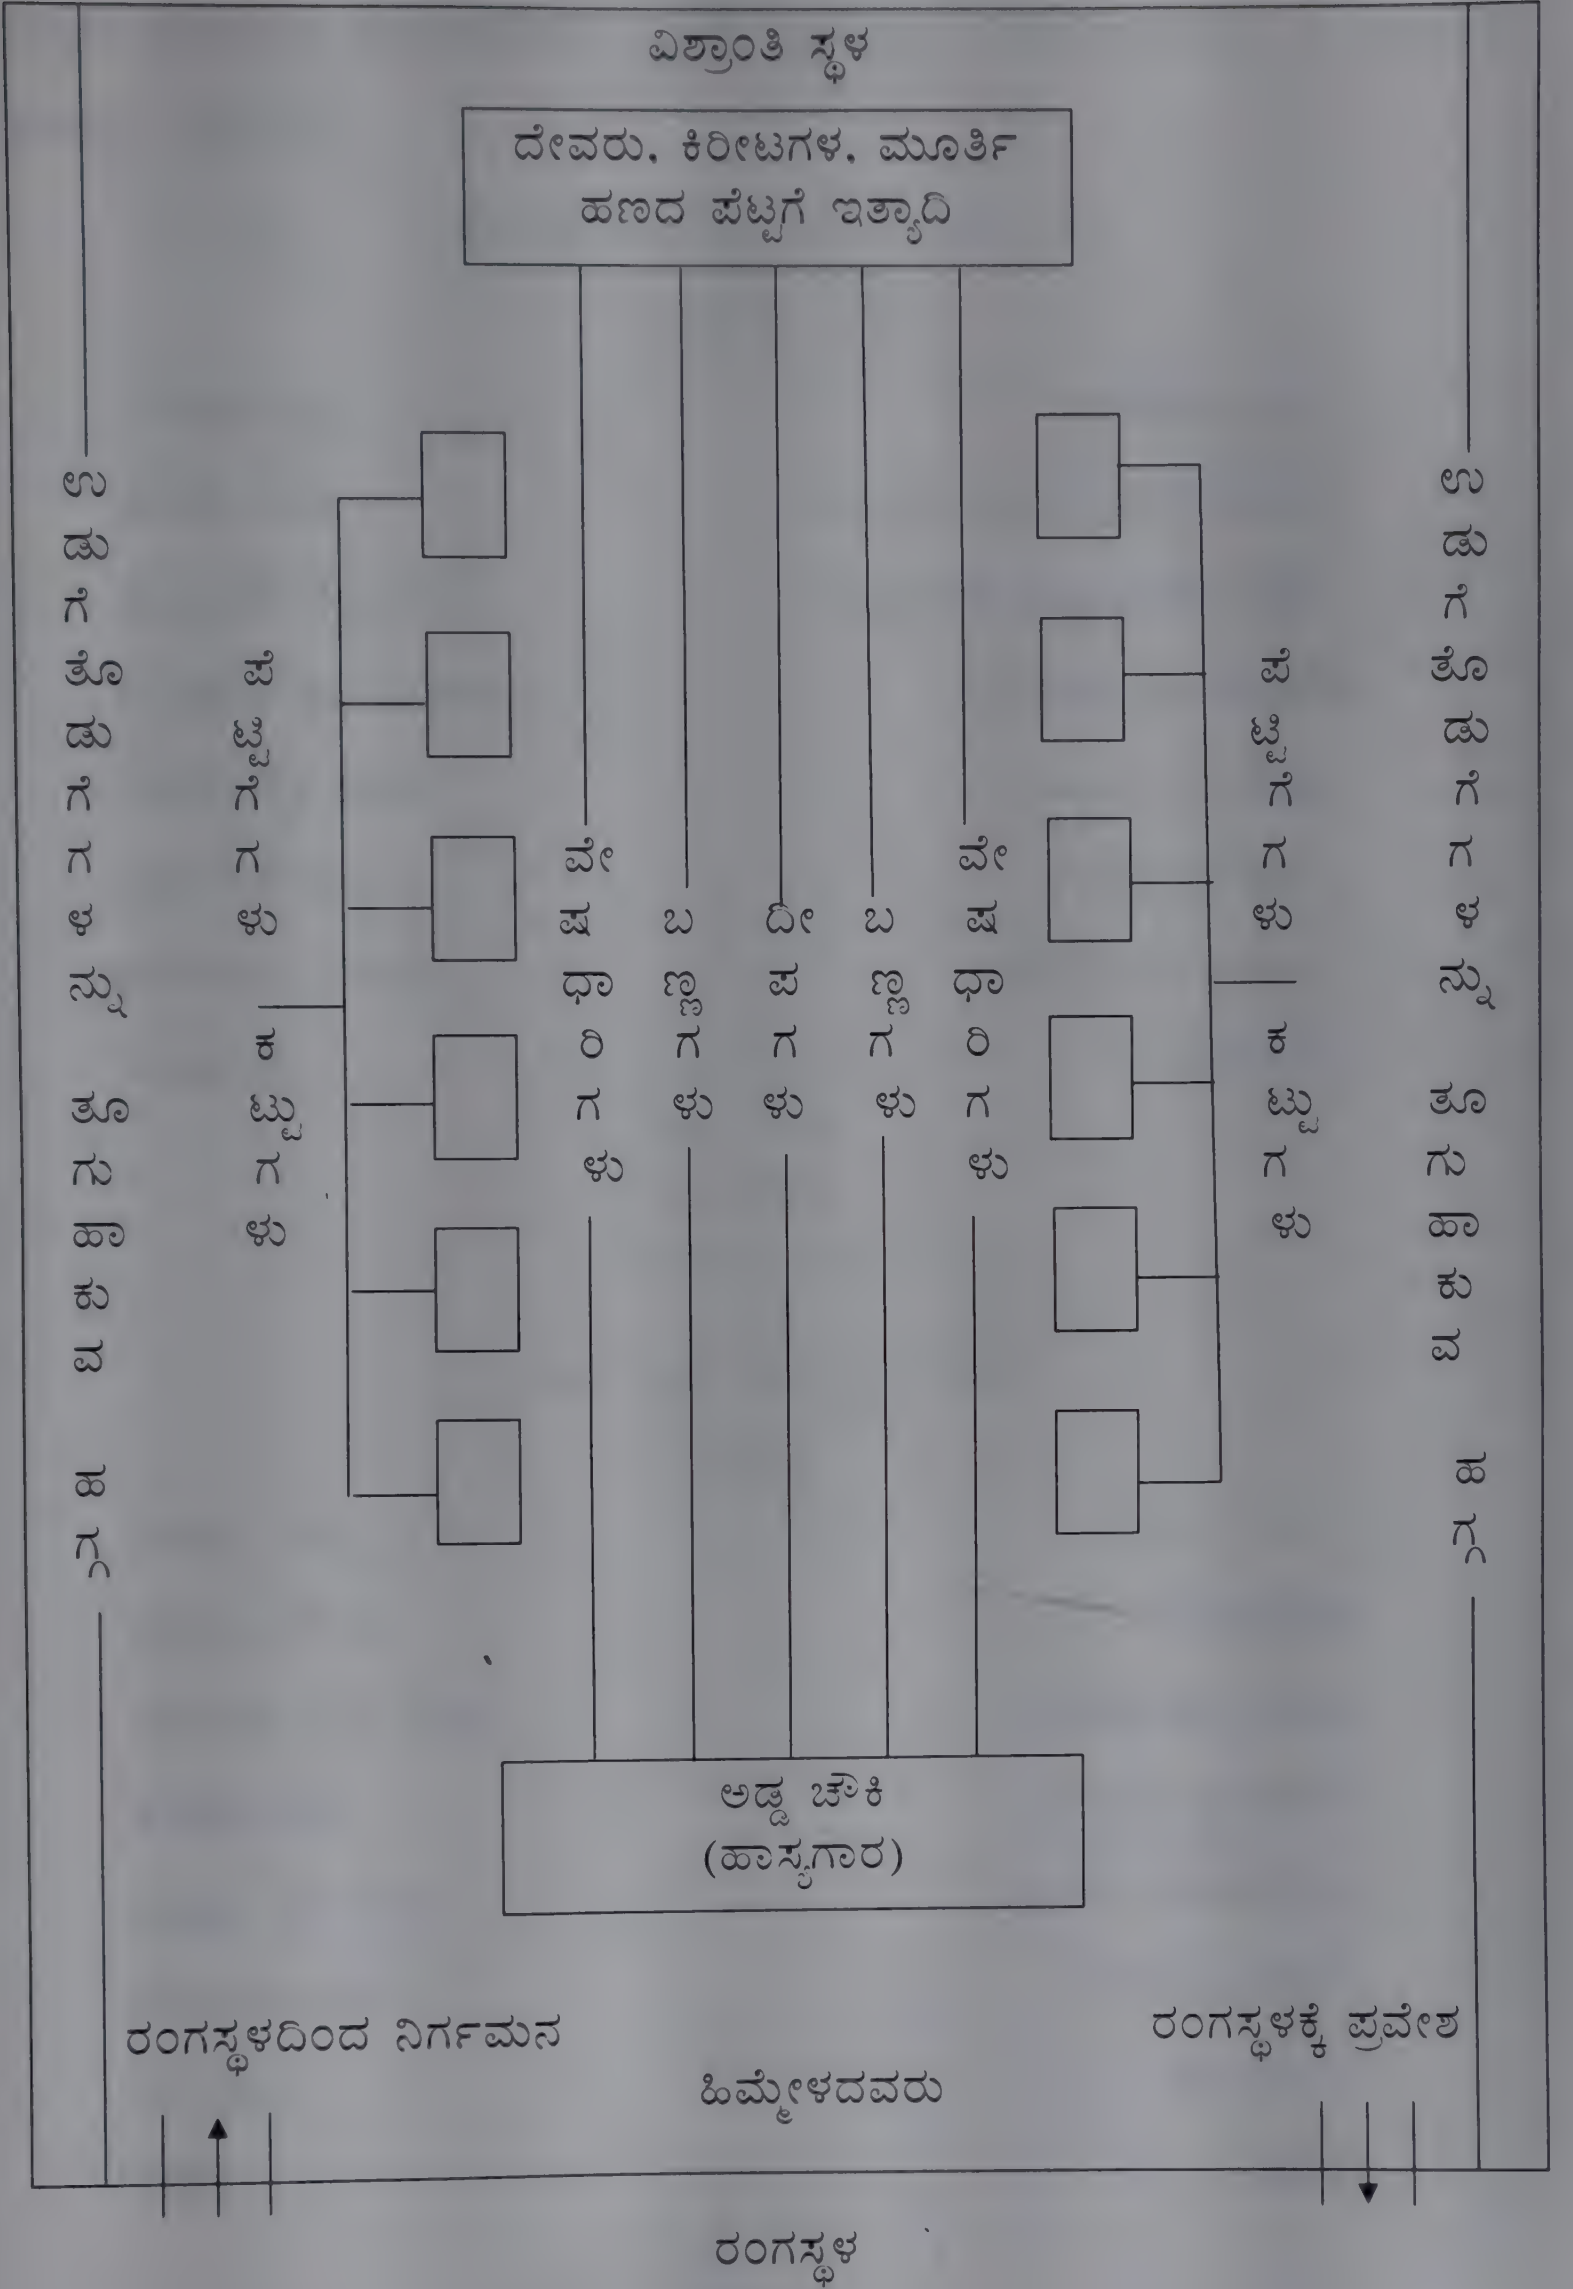 ವಿಶ್ರಾಂತಿ ಸ್ಥಳ
ದೇವರು, ಕಿರೀಟಗಳ, ಮೂರ್ತಿ
ಹಣದ ಪೆಟ್ಟಗೆ ಇತ್ಯಾದಿ
ಉಡುಗೆತೊಡುಗೆಗಳನ್ನು ತೂಗುಹಾಕುವ ಹಗ್ಗ
ಪೆಟ್ಟಿಗೆಗಳು
ಕಟ್ಟುಗಳು
ವೇಷಧಾರಿಗಳು
ಬಣ್ಣಗಳು
ದೀಪಗಳು
ಬಣ್ಣಗಳು
ವೇಷಧಾರಿಗಳು
ಪೆಟ್ಟಿಗೆಗಳು
ಕಟ್ಟುಗಳು
ಉಡುಗೆತೊಡುಗೆಗಳನ್ನು ತೂಗುಹಾಕುವ ಹಗ್ಗ
ಅಡ್ಡ ಚೌಕಿ
(ಹಾಸ್ಯಗಾರ)
ರಂಗಸ್ಥಳದಿಂದ ನಿರ್ಗಮನ
ರಂಗಸ್ಥಳಕ್ಕೆ ಪ್ರವೇಶ
ಹಿಮ್ಮೇಳದವರು
ರಂಗಸ್ಥಳ